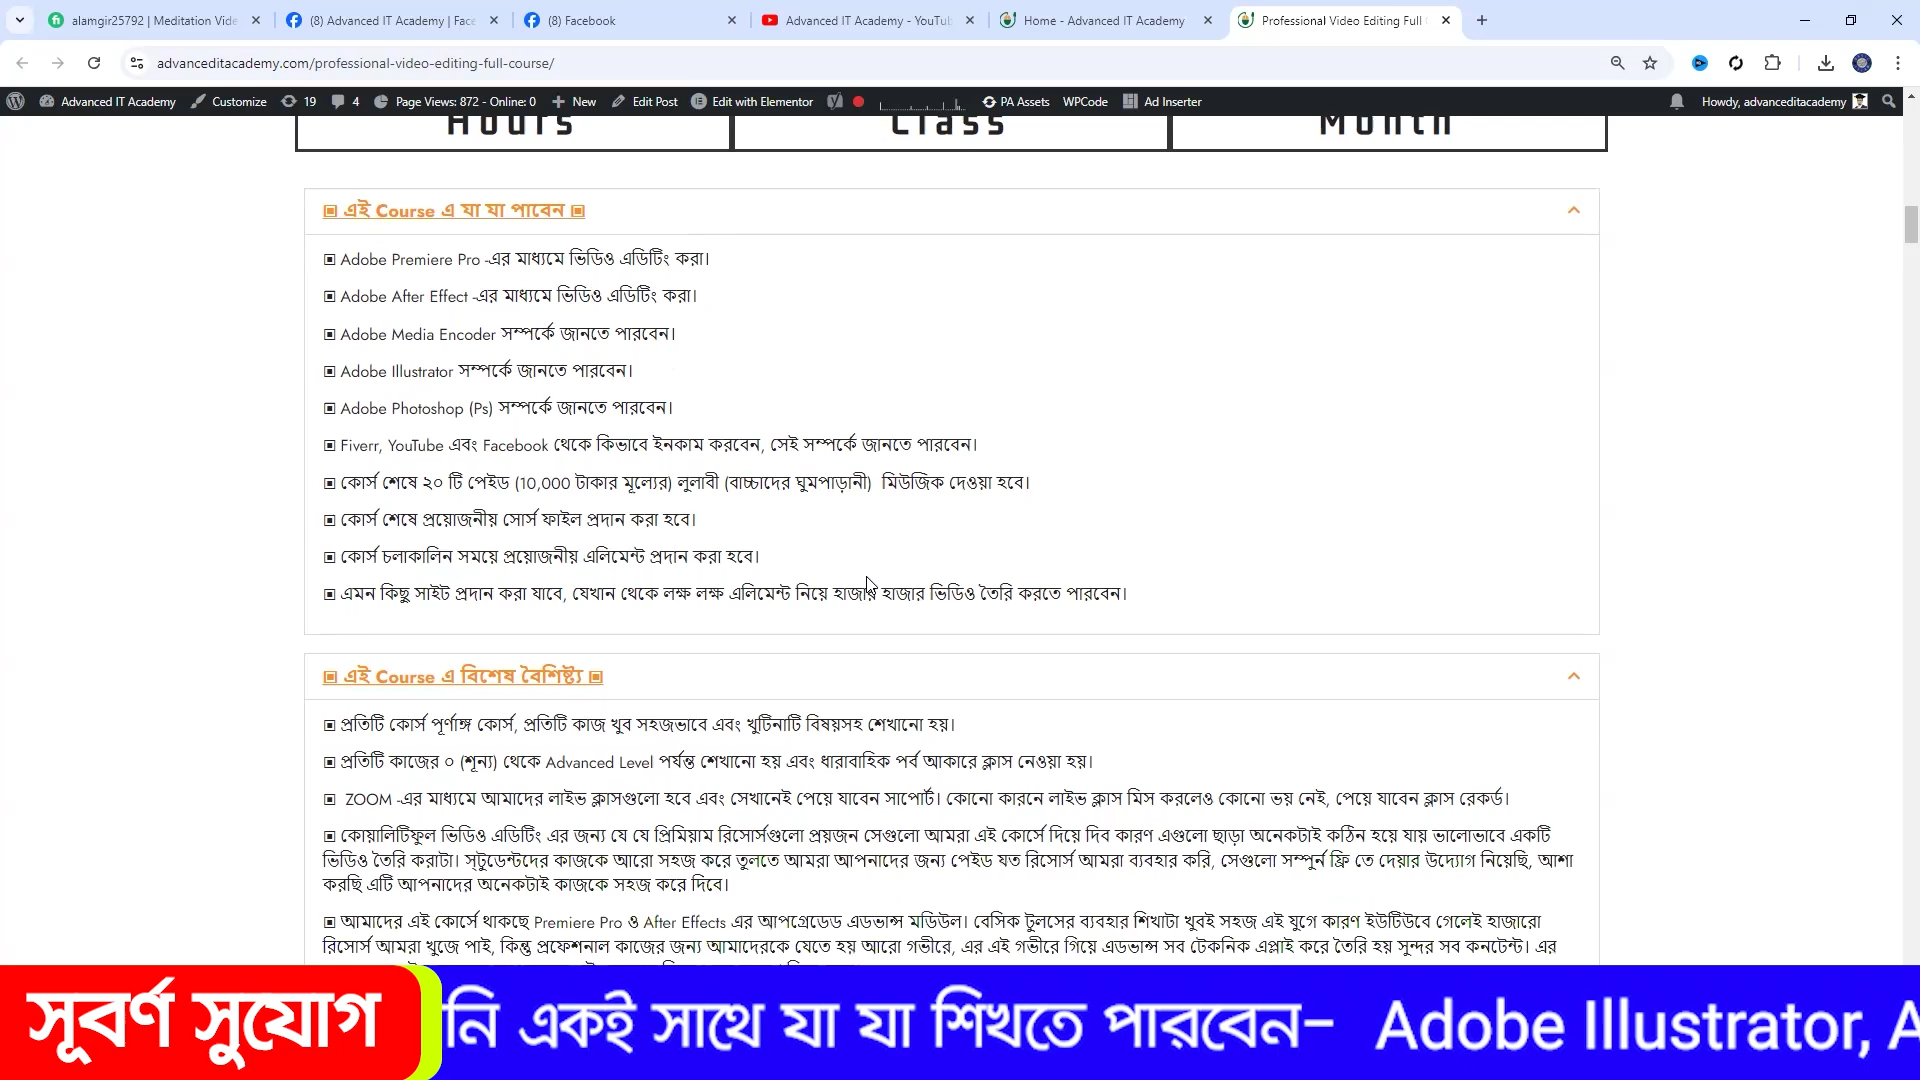 alamgir25792 | Meditation Vide
(8) Advanced IT Academy | Face
(8) Facebook
Advanced IT Academy - YouTub
Home - Advanced IT Academy
Professional Video Editing Full
advanceditacademy.com/professional-video-editing-full-course/
Advanced IT Academy Customize 19 4 Page Views: 872 - Online: 0 New Edit Post Edit with Elementor PA Assets WPCode Ad Inserter Howdy, advanceditacademy
Hours Class Month
▣ এই Course এ যা যা পাবেন ▣
▣ Adobe Premiere Pro -এর মাধ্যমে ভিডিও এডিটিং করা।
▣ Adobe After Effect -এর মাধ্যমে ভিডিও এডিটিং করা।
▣ Adobe Media Encoder সম্পর্কে জানতে পারবেন।
▣ Adobe Illustrator সম্পর্কে জানতে পারবেন।
▣ Adobe Photoshop (Ps) সম্পর্কে জানতে পারবেন।
▣ Fiverr, YouTube এবং Facebook থেকে কিভাবে ইনকাম করবেন, সেই সম্পর্কে জানতে পারবেন।
▣ কোর্স শেষে ২০ টি পেইড (10,000 টাকার মূল্যের) লুলাবী (বাচ্চাদের ঘুমপাড়ানী) মিউজিক দেওয়া হবে।
▣ কোর্স শেষে প্রয়োজনীয় সোর্স ফাইল প্রদান করা হবে।
▣ কোর্স চলাকালিন সময়ে প্রয়োজনীয় এলিমেন্ট প্রদান করা হবে।
▣ এমন কিছু সাইট প্রদান করা যাবে, যেখান থেকে লক্ষ লক্ষ এলিমেন্ট নিয়ে হাজার হাজার ভিডিও তৈরি করতে পারবেন।
▣ এই Course এ বিশেষ বৈশিষ্ট্য ▣
▣ প্রতিটি কোর্স পূর্ণাঙ্গ কোর্স, প্রতিটি কাজ খুব সহজভাবে এবং খুটিনাটি বিষয়সহ শেখানো হয়।
▣ প্রতিটি কাজের ০ (শূন্য) থেকে Advanced Level পর্যন্ত শেখানো হয় এবং ধারাবাহিক পর্ব আকারে ক্লাস নেওয়া হয়।
▣ ZOOM -এর মাধ্যমে আমাদের লাইভ ক্লাসগুলো হবে এবং সেখানেই পেয়ে যাবেন সাপোর্ট। কোনো কারনে লাইভ ক্লাস মিস করলেও কোনো ভয় নেই, পেয়ে যাবেন ক্লাস রেকর্ড।
▣ কোয়ালিটিফুল ভিডিও এডিটিং এর জন্য যে যে প্রিমিয়াম রিসোর্সগুলো প্রয়জন সেগুলো আমরা এই কোর্সে দিয়ে দিব কারণ এগুলো ছাড়া অনেকটাই কঠিন হয়ে যায় ভালোভাবে একটি
ভিডিও তৈরি করাটা। স্টুডেন্টদের কাজকে আরো সহজ করে তুলতে আমরা আপনাদের জন্য পেইড যত রিসোর্স আমরা ব্যবহার করি, সেগুলো সম্পুর্ন ফ্রি তে দেয়ার উদ্যোগ নিয়েছি, আশা
করছি এটি আপনাদের অনেকটাই কাজকে সহজ করে দিবে।
▣ আমাদের এই কোর্সে থাকছে Premiere Pro ও After Effects এর আপগ্রেডেড এডভান্স মডিউল। বেসিক টুলসের ব্যবহার শিখাটা খুবই সহজ এই যুগে কারণ ইউটিউবে গেলেই হাজারো
রিসোর্স আমরা খুজে পাই, কিন্তু প্রফেশনাল কাজের জন্য আমাদেরকে যেতে হয় আরো গভীরে, এর এই গভীরে গিয়ে এডভান্স সব টেকনিক এপ্লাই করে তৈরি হয় সুন্দর সব কনটেন্ট। এর
সূবর্ণ সুযোগ
নি একই সাথে যা যা শিখতে পারবেন– Adobe Illustrator, A